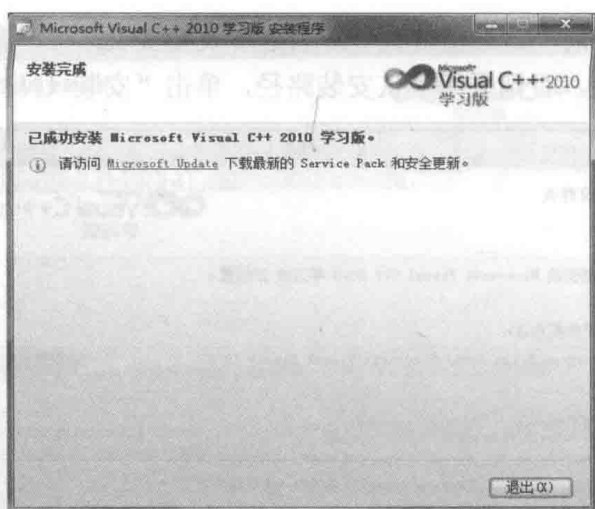 Microsoft Visual C++ 2010 学习版 安装程序
安装完成
Microsoft
Visual C++ 2010
学习版
已成功安装 Microsoft Visual C++ 2010 学习版。
请访问 Microsoft Update 下载最新的 Service Pack 和安全更新。
退出(X)